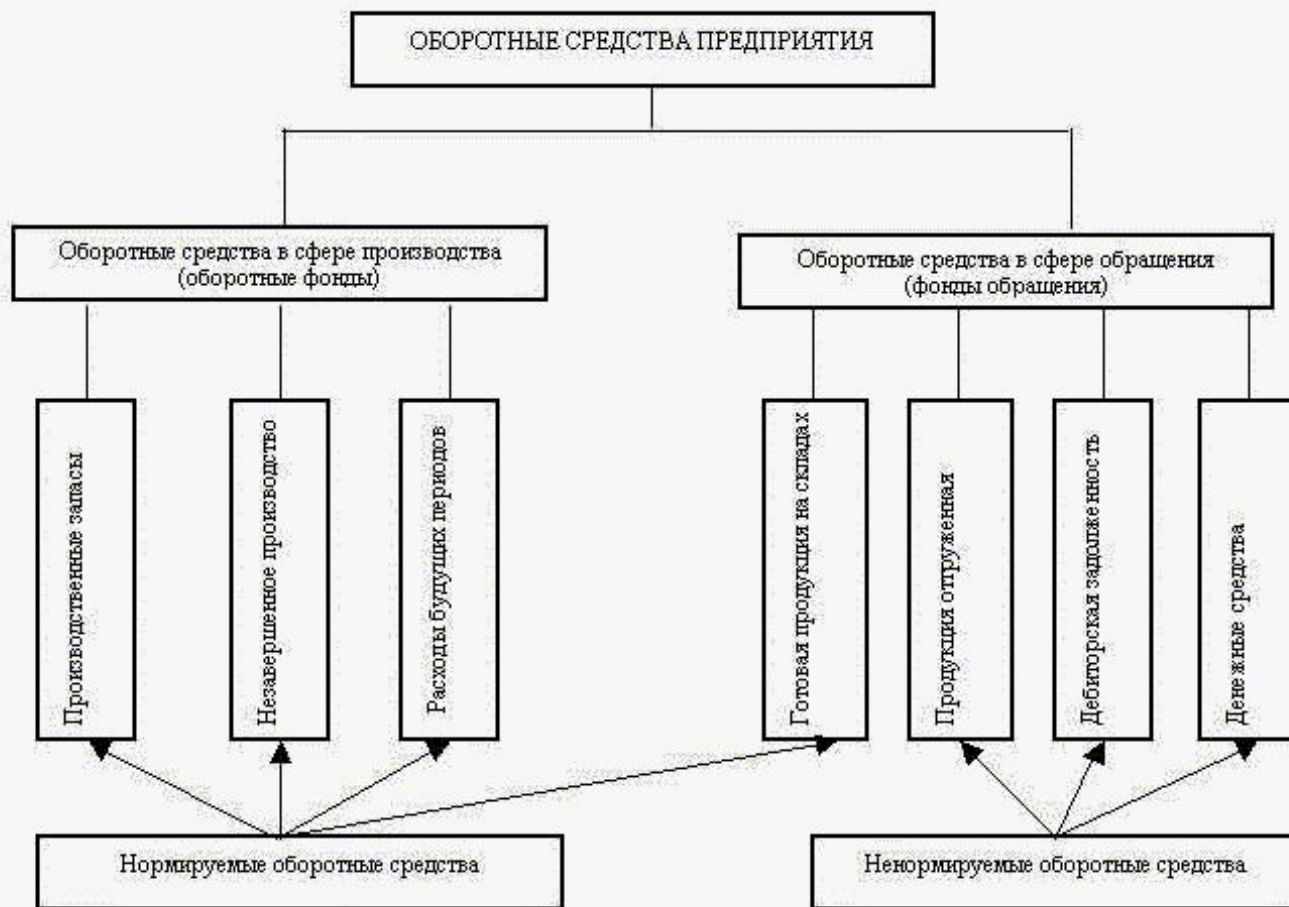 ОБОРОТНЫЕ СРЕДСТВА ПРЕДПРИЯТИЯ
Оборотные средства в сфере производства
(оборотные фонды)
Оборотные средства в сфере обращения
(фонды обращения)
Производственные запасы
Незавершенное производство
Расходы будущих периодов
Готовая продукция на складах
Продукция отгруженная
Дебиторская задолженность
Денежные средства
Нормируемые оборотные средства
Ненормируемые оборотные средства